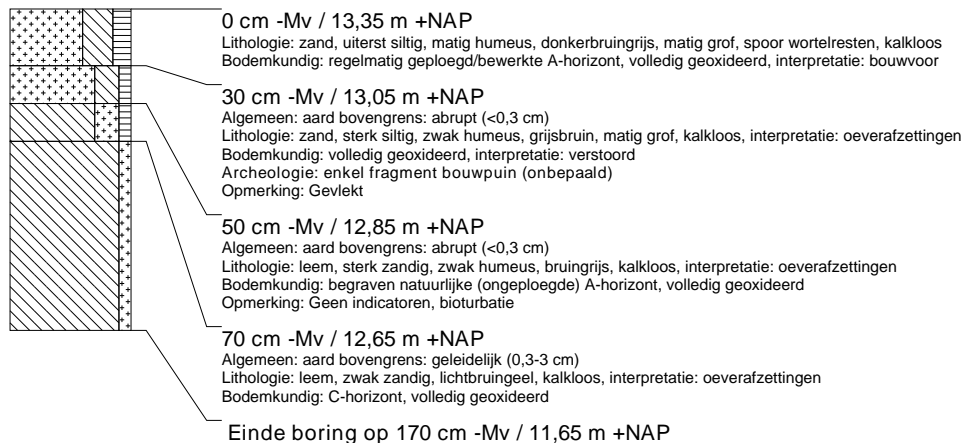 0 cm -Mv / 13,35 m +NAP
Lithologie: zand, uiterst siltig, matig humeus, donkerbruingrijs, matig grof, spoor wortelresten, kalkloos
Bodemkundig: regelmatig geploegd/bewerkte A-horizont, volledig geoxideerd, interpretatie: bouwvoor
30 cm -Mv / 13,05 m +NAP
Algemeen: aard bovengrens: abrupt (<0,3 cm)
Lithologie: zand, sterk siltig, zwak humeus, grijsbruin, matig grof, kalkloos, interpretatie: oeverafzettingen
Bodemkundig: volledig geoxideerd, interpretatie: verstoord
Archeologie: enkel fragment bouwpuin (onbepaald)
Opmerking: Gevlekt
50 cm -Mv / 12,85 m +NAP
Algemeen: aard bovengrens: abrupt (<0,3 cm)
Lithologie: leem, sterk zandig, zwak humeus, bruingrijs, kalkloos, interpretatie: oeverafzettingen
Bodemkundig: begraven natuurlijke (ongeploegde) A-horizont, volledig geoxideerd
Opmerking: Geen indicatoren, bioturbatie
70 cm -Mv / 12,65 m +NAP
Algemeen: aard bovengrens: geleidelijk (0,3-3 cm)
Lithologie: leem, zwak zandig, lichtbruingeel, kalkloos, interpretatie: oeverafzettingen
Bodemkundig: C-horizont, volledig geoxideerd
Einde boring op 170 cm -Mv / 11,65 m +NAP